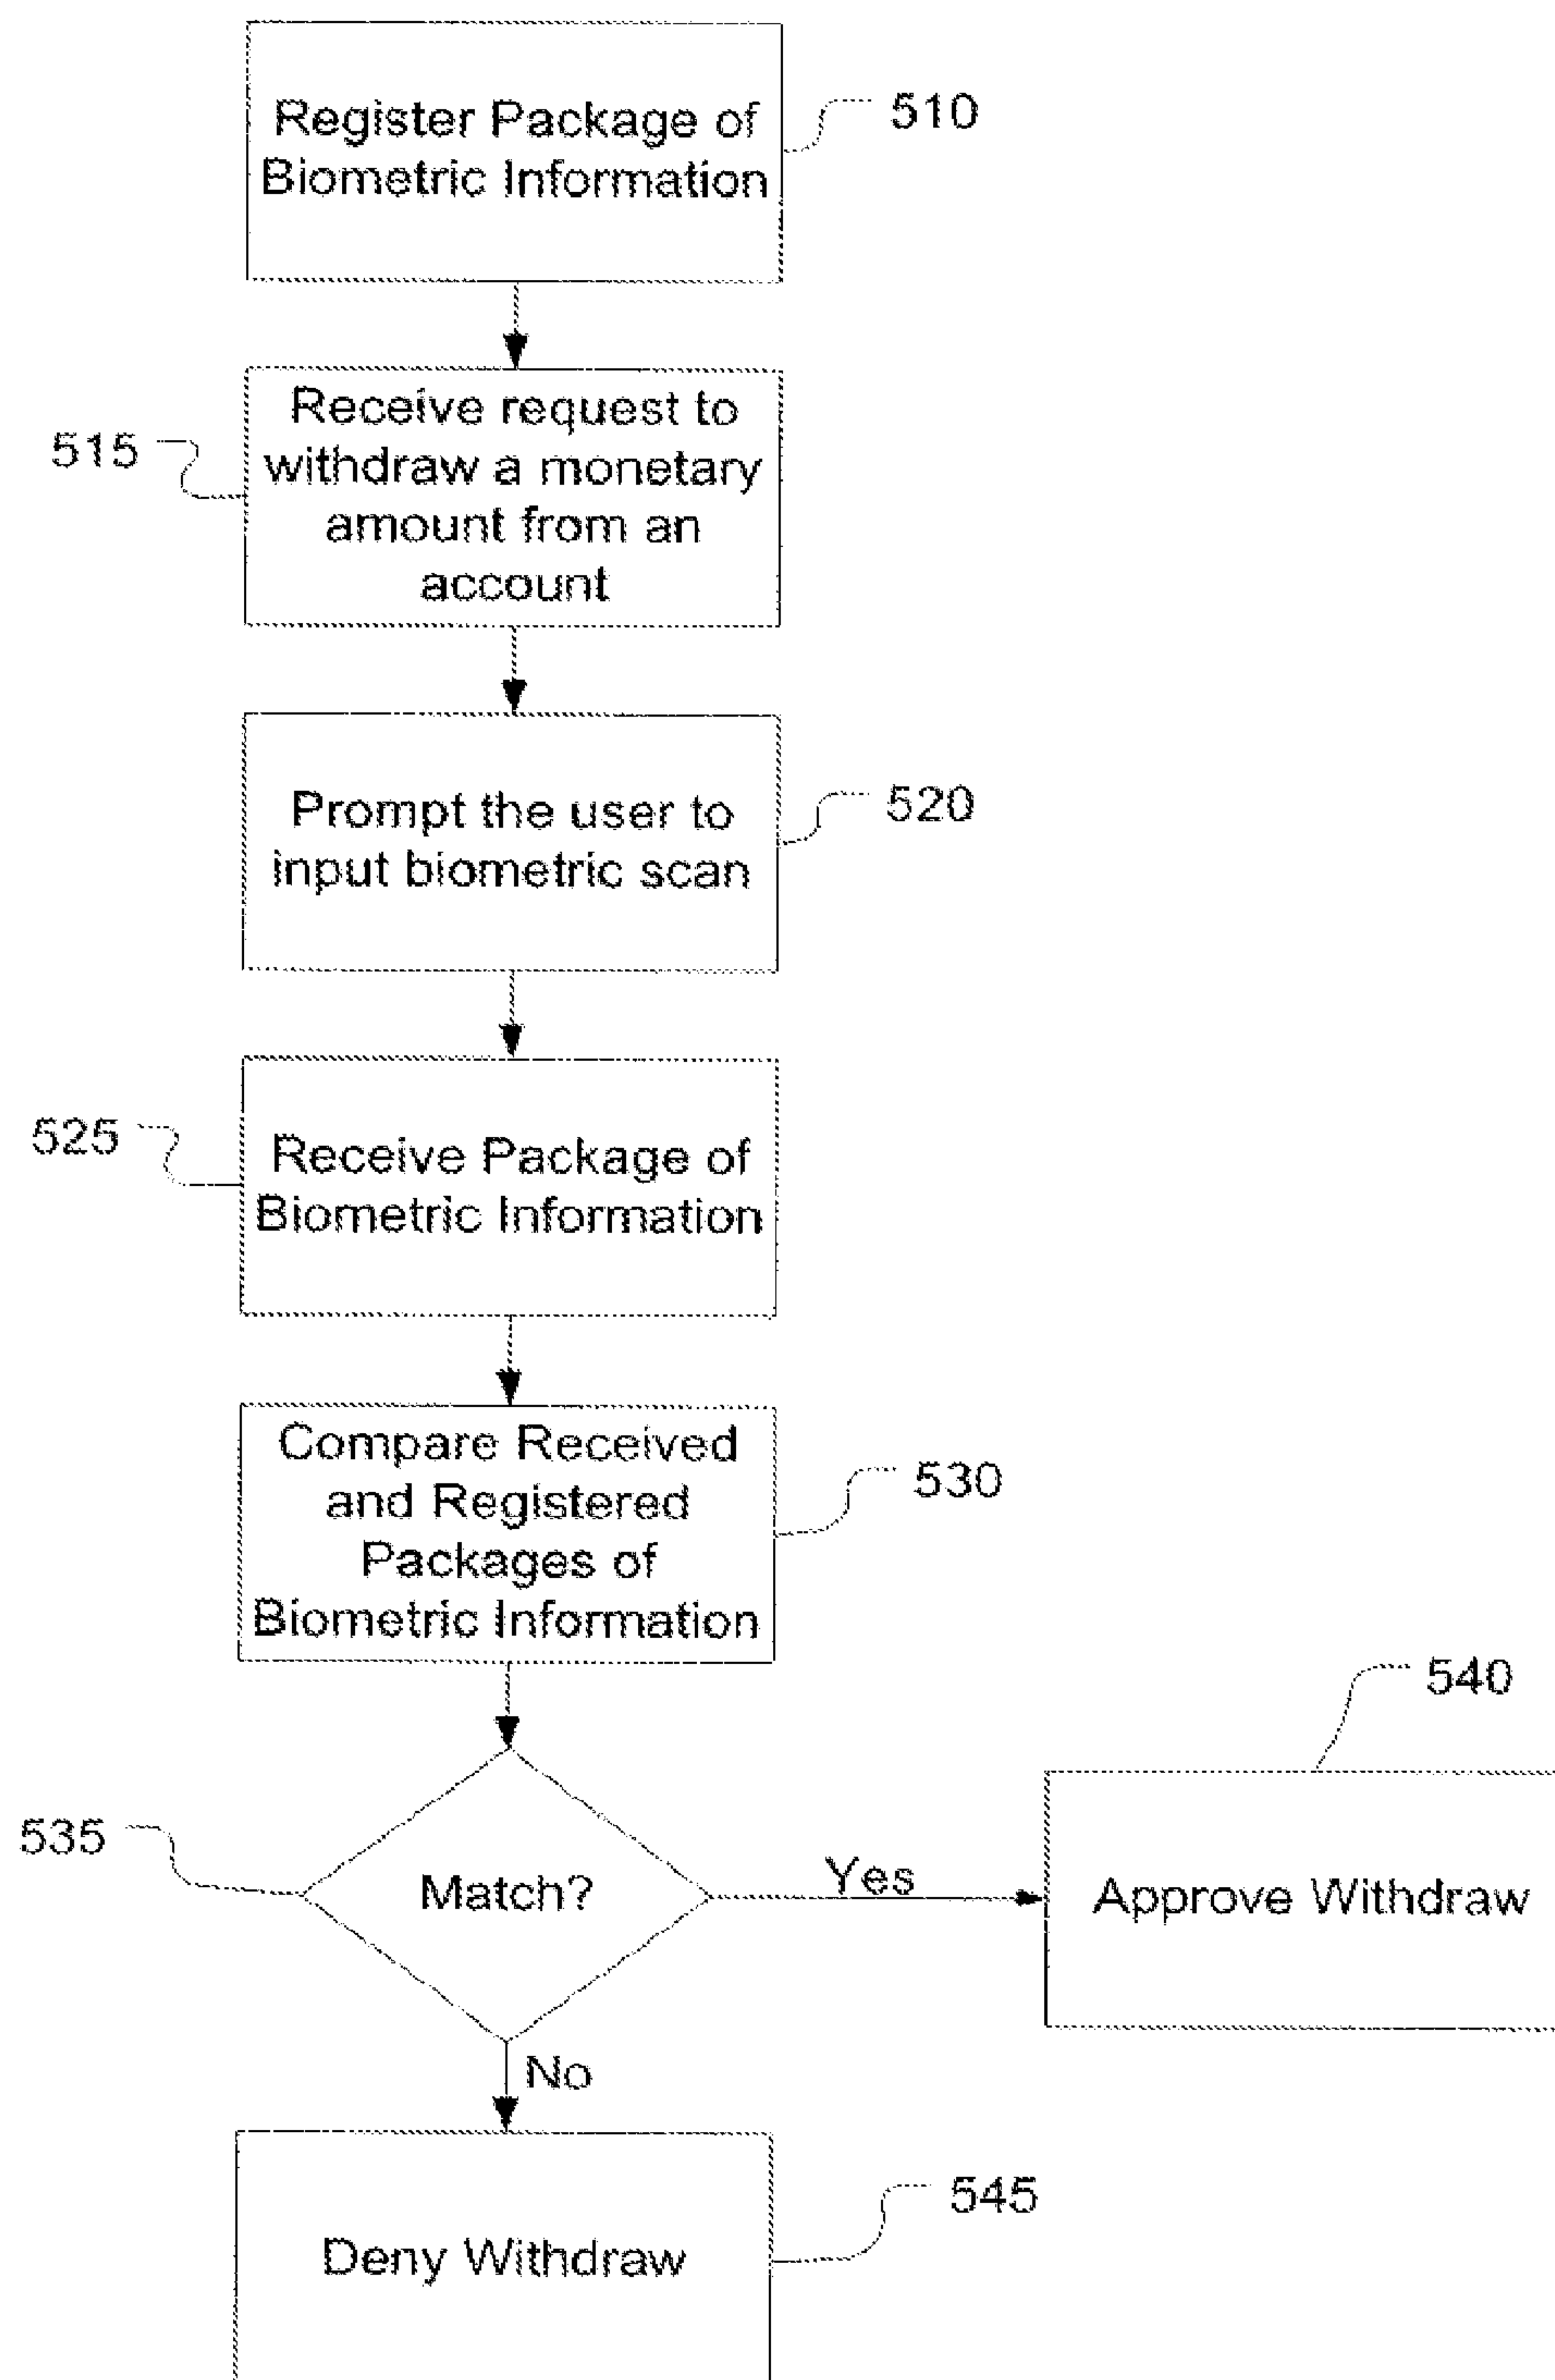 Register Package of
Biometric Information
510
Receive request to
withdraw a monetary
amount from an
account
515
Prompt the user to
input biometric scan
520
525
Receive Package of
Biometric Information
Compare Received
and Registered
Packages of
Biometric Information
530
540
535
Match?
Yes
Approve Withdraw
No
Deny Withdraw
545